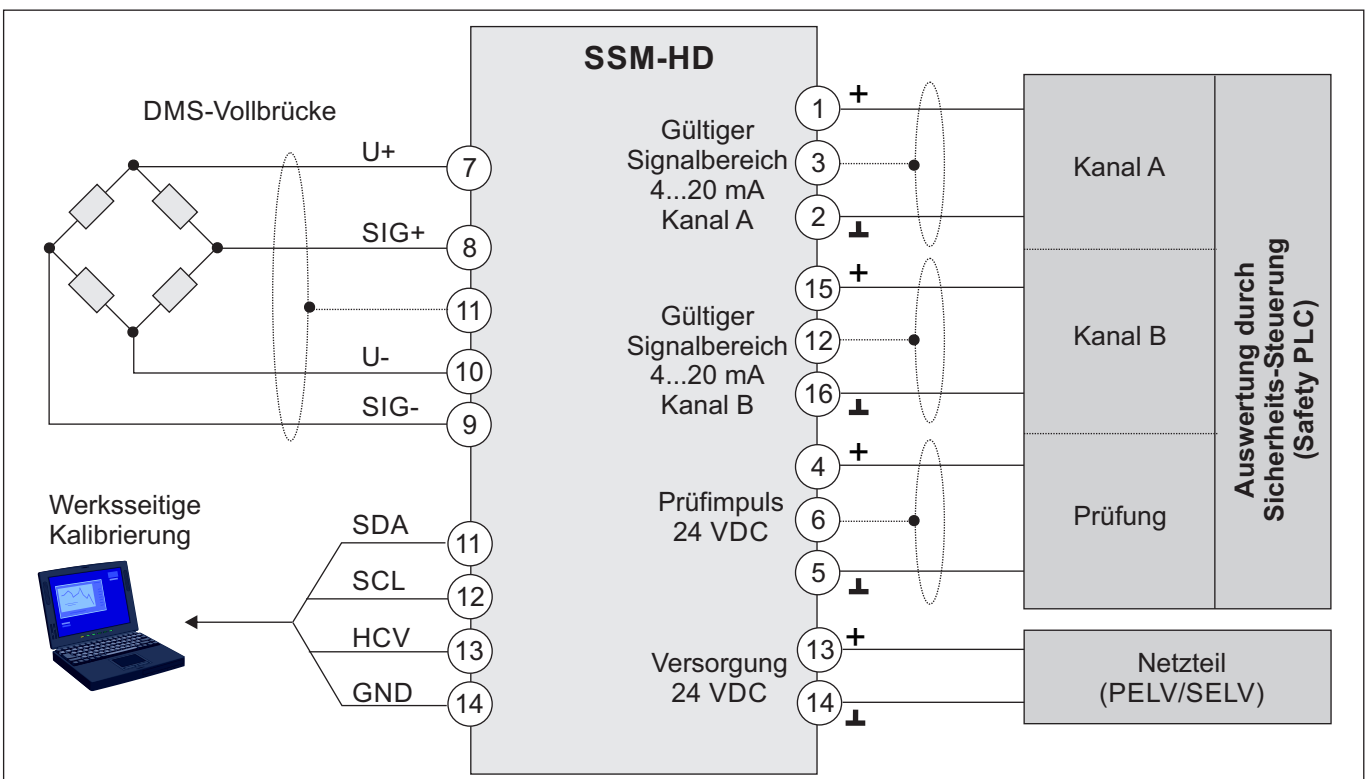 SSM-HD
DMS-Vollbrücke
U+
7
SIG+
8
11
U-
10
SIG-
9
Werksseitige
Kalibrierung
SDA
11
SCL
12
HCV
13
GND
14
Gültiger
Signalbereich
4...20 mA
Kanal A
1
+
3
2
Gültiger
Signalbereich
4...20 mA
Kanal B
15
+
12
16
Prüfimpuls
24 VDC
4
+
6
5
Versorgung
24 VDC
13
+
14
Kanal A
Kanal B
Prüfung
Auswertung durch
Sicherheits-Steuerung
(Safety PLC)
Netzteil
(PELV/SELV)